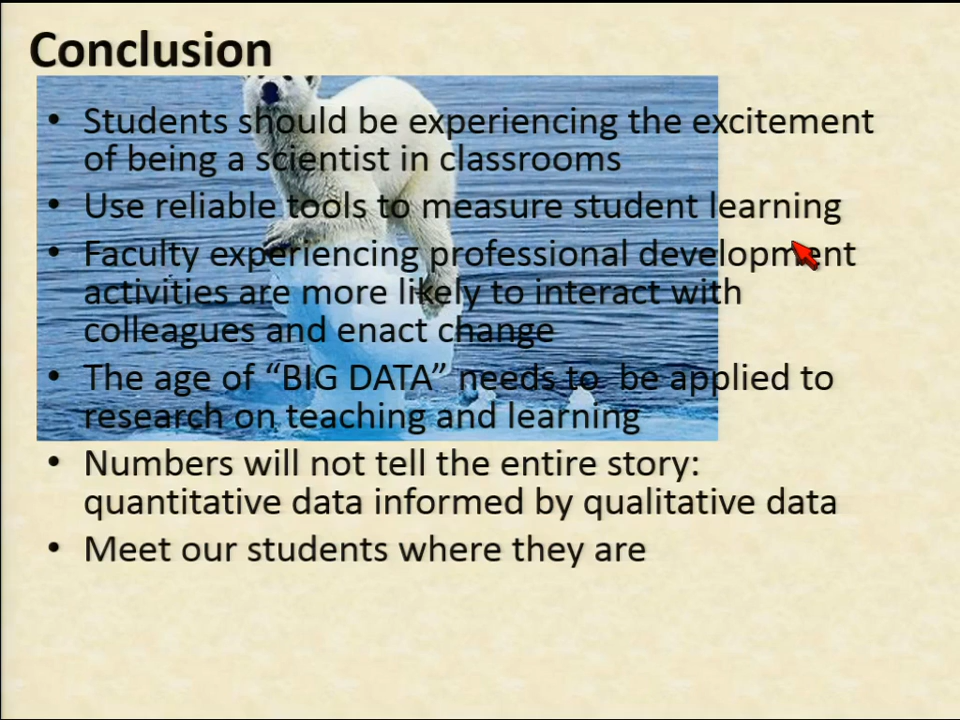 Conclusion
• Students should be experiencing the excitement
of being a scientist in classrooms
• Use reliable tools to measure student learning
• Faculty experiencing professional development
activities are more likely to interact with
colleagues and enact change
• The age of “BIG DATA” needs to  be applied to
research on teaching and learning
• Numbers will not tell the entire story:
quantitative data informed by qualitative data
• Meet our students where they are